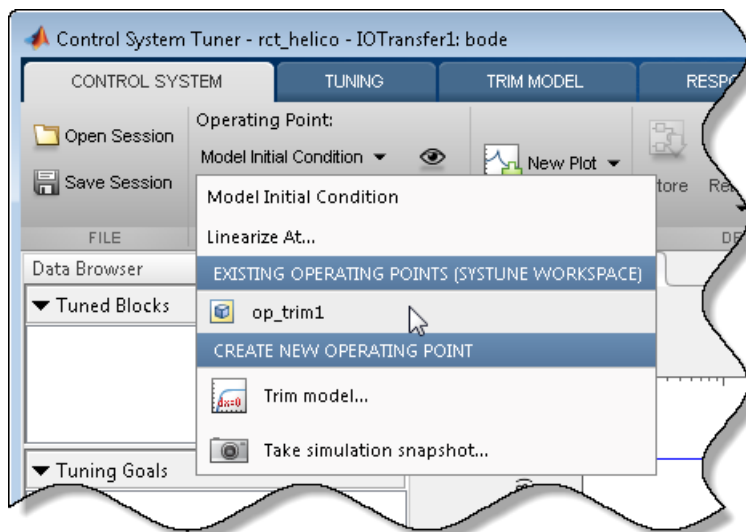 Control System Tuner - rct_helico - IOTransfer1: bode
CONTROL SYSTEM
TUNING
TRIM MODEL
Open Session
Save Session
FILE
Operating Point:
Model Initial Condition
New Plot
Model Initial Condition
Linearize At...
EXISTING OPERATING POINTS (SYSTUNE WORKSPACE)
op_trim1
CREATE NEW OPERATING POINT
dx=0
Trim model...
Take simulation snapshot...
Data Browser
Tuned Blocks
Tuning Goals